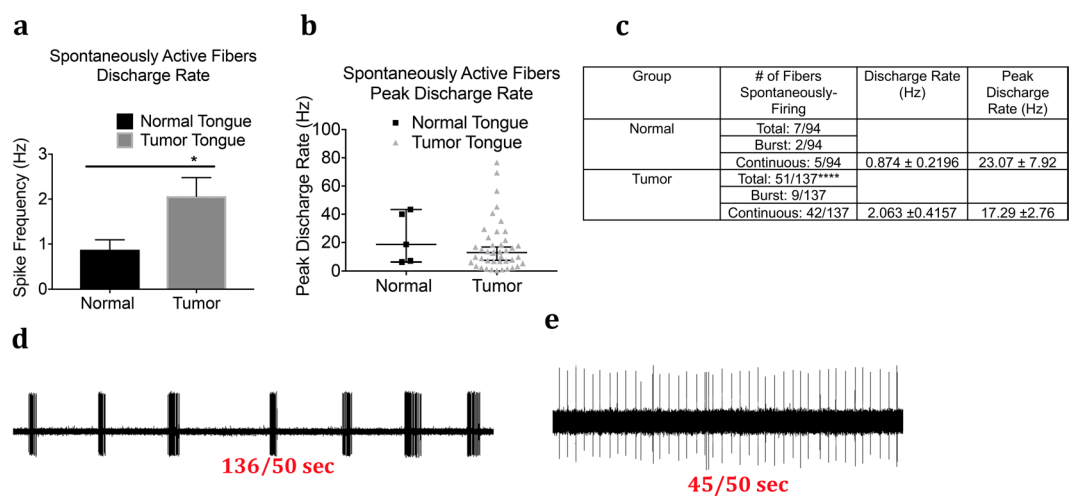 a
Spontaneously Active Fibers
Discharge Rate
Normal Tongue
Tumor Tongue
*
Spike Frequency (Hz)
3
2
1
0
Normal
Tumor
b
Spontaneously Active Fibers
Peak Discharge Rate
Normal Tongue
Tumor Tongue
Peak Discharge Rate (Hz)
100
80
60
40
20
0
Normal
Tumor
c
Group
# of Fibers
Spontaneously-
Firing
Discharge Rate
(Hz)
Peak
Discharge
Rate (Hz)
Normal
Total: 7/94
Burst: 2/94
Continuous: 5/94
0.874 ± 0.2196
23.07 ± 7.92
Tumor
Total: 51/137****
Burst: 9/137
Continuous: 42/137
2.063 ±0.4157
17.29 ±2.76
d
136/50 sec
e
45/50 sec